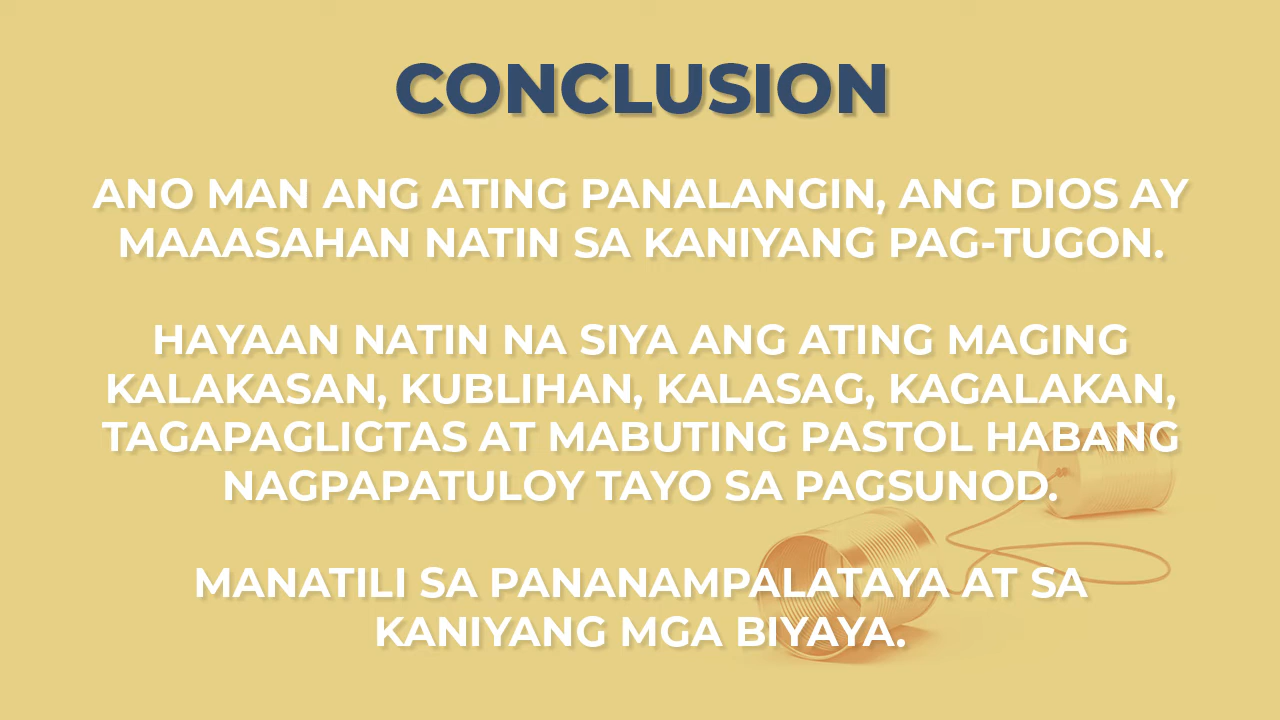 CONCLUSION
ANO MAN ANG ATING PANALANGIN, ANG DIOS AY
MAAASAHAN NATIN SA KANIYANG PAG-TUGON.
HAYAAN NATIN NA SIYA ANG ATING MAGING
KALAKASAN, KUBLIHAN, KALASAG, KAGALAKAN,
TAGAPAGLIGTAS AT MABUTING PASTOL HABANG
NAGPAPATULOY TAYO SA PAGSUNOD.
MANATILI SA PANANAMPALATAYA AT SA
KANIYANG MGA BIYAYA.